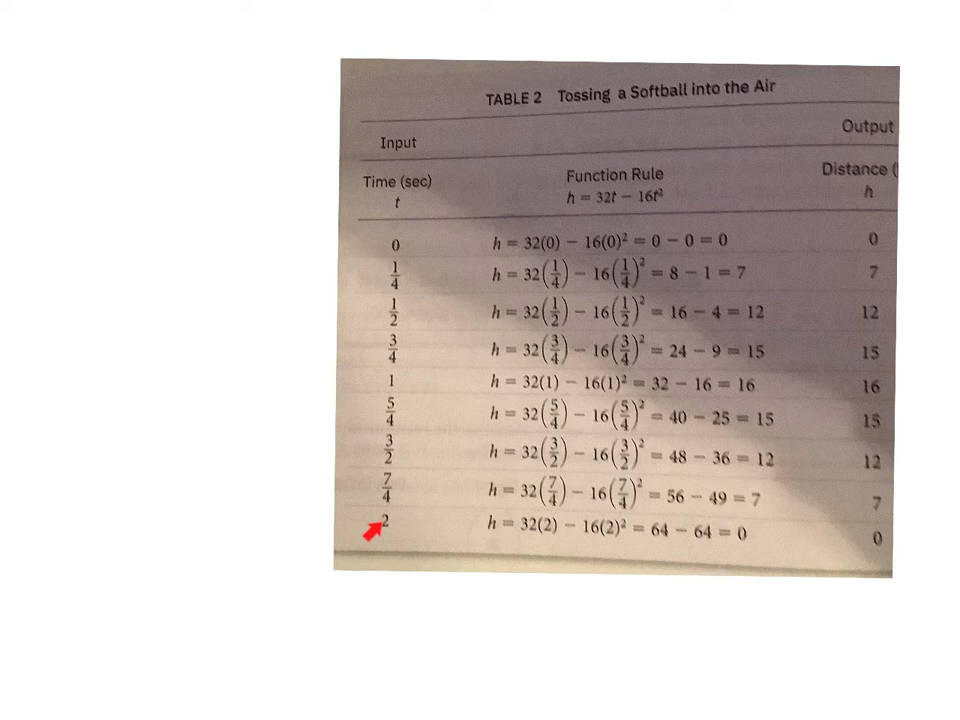 TABLE 2 Tossing a Softball into the Air
Input Output
Time (sec) Function Rule Distance (
t h = 32t − 16t² h
0 h = 32(0) − 16(0)² = 0 − 0 = 0 0
1/4 h = 32(1/4) − 16(1/4)² = 8 − 1 = 7 7
1/2 h = 32(1/2) − 16(1/2)² = 16 − 4 = 12 12
3/4 h = 32(3/4) − 16(3/4)² = 24 − 9 = 15 15
1 h = 32(1) − 16(1)² = 32 − 16 = 16 16
5/4 h = 32(5/4) − 16(5/4)² = 40 − 25 = 15 15
3/2 h = 32(3/2) − 16(3/2)² = 48 − 36 = 12 12
7/4 h = 32(7/4) − 16(7/4)² = 56 − 49 = 7 7
2 h = 32(2) − 16(2)² = 64 − 64 = 0 0